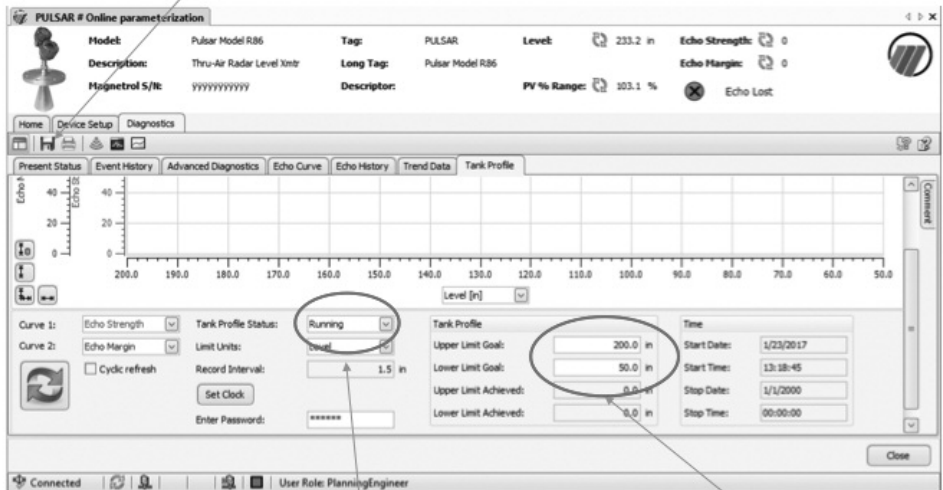 PULSAR # Online parameterization
Model: Pulsar Model R86 Tag: PULSAR Level: 233.2 in Echo Strength: 0
Description: Thru-Air Radar Level Xmtr Long Tag: Pulsar Model R86 Echo Margin: 0
Magnetrol S/N: ÿÿÿÿÿÿÿÿÿÿÿ Descriptor: PV % Range: 103.1 % Echo Lost
Home Device Setup Diagnostics
Present Status Event History Advanced Diagnostics Echo Curve Echo History Trend Data Tank Profile
Comment
40 40
20 20
0 0
200.0 190.0 180.0 170.0 160.0 150.0 140.0 130.0 120.0 110.0 100.0 90.0 80.0 70.0 60.0 50.0
Level [in]
Curve 1: Echo Strength Tank Profile Status: Running Tank Profile Time
Curve 2: Echo Margin Limit Units: Level Upper Limit Goal: 200.0 in Start Date: 1/23/2017
Cyclic refresh Record Interval: 1.5 in Lower Limit Goal: 50.0 in Start Time: 13:18:45
Set Clock Upper Limit Achieved: 0.0 in Stop Date: 1/1/2000
Enter Password: ****** Lower Limit Achieved: 0.0 in Stop Time: 00:00:00
Close
Connected User Role: PlanningEngineer